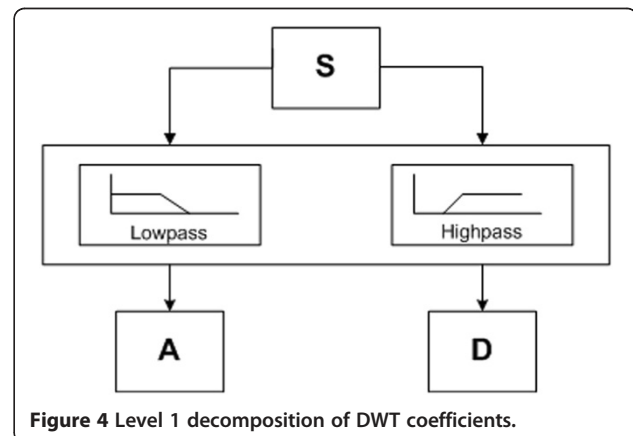 S
Lowpass
Highpass
A
D
Figure 4 Level 1 decomposition of DWT coefficients.